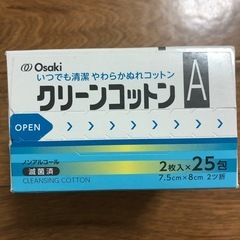 Osaki
いつでも清潔 やわらかぬれコットン
クリーンコットン A
OPEN
ノンアルコール
滅菌済
CLEANSING COTTON
2枚入×25包
7.5cm×8cm 2ツ折